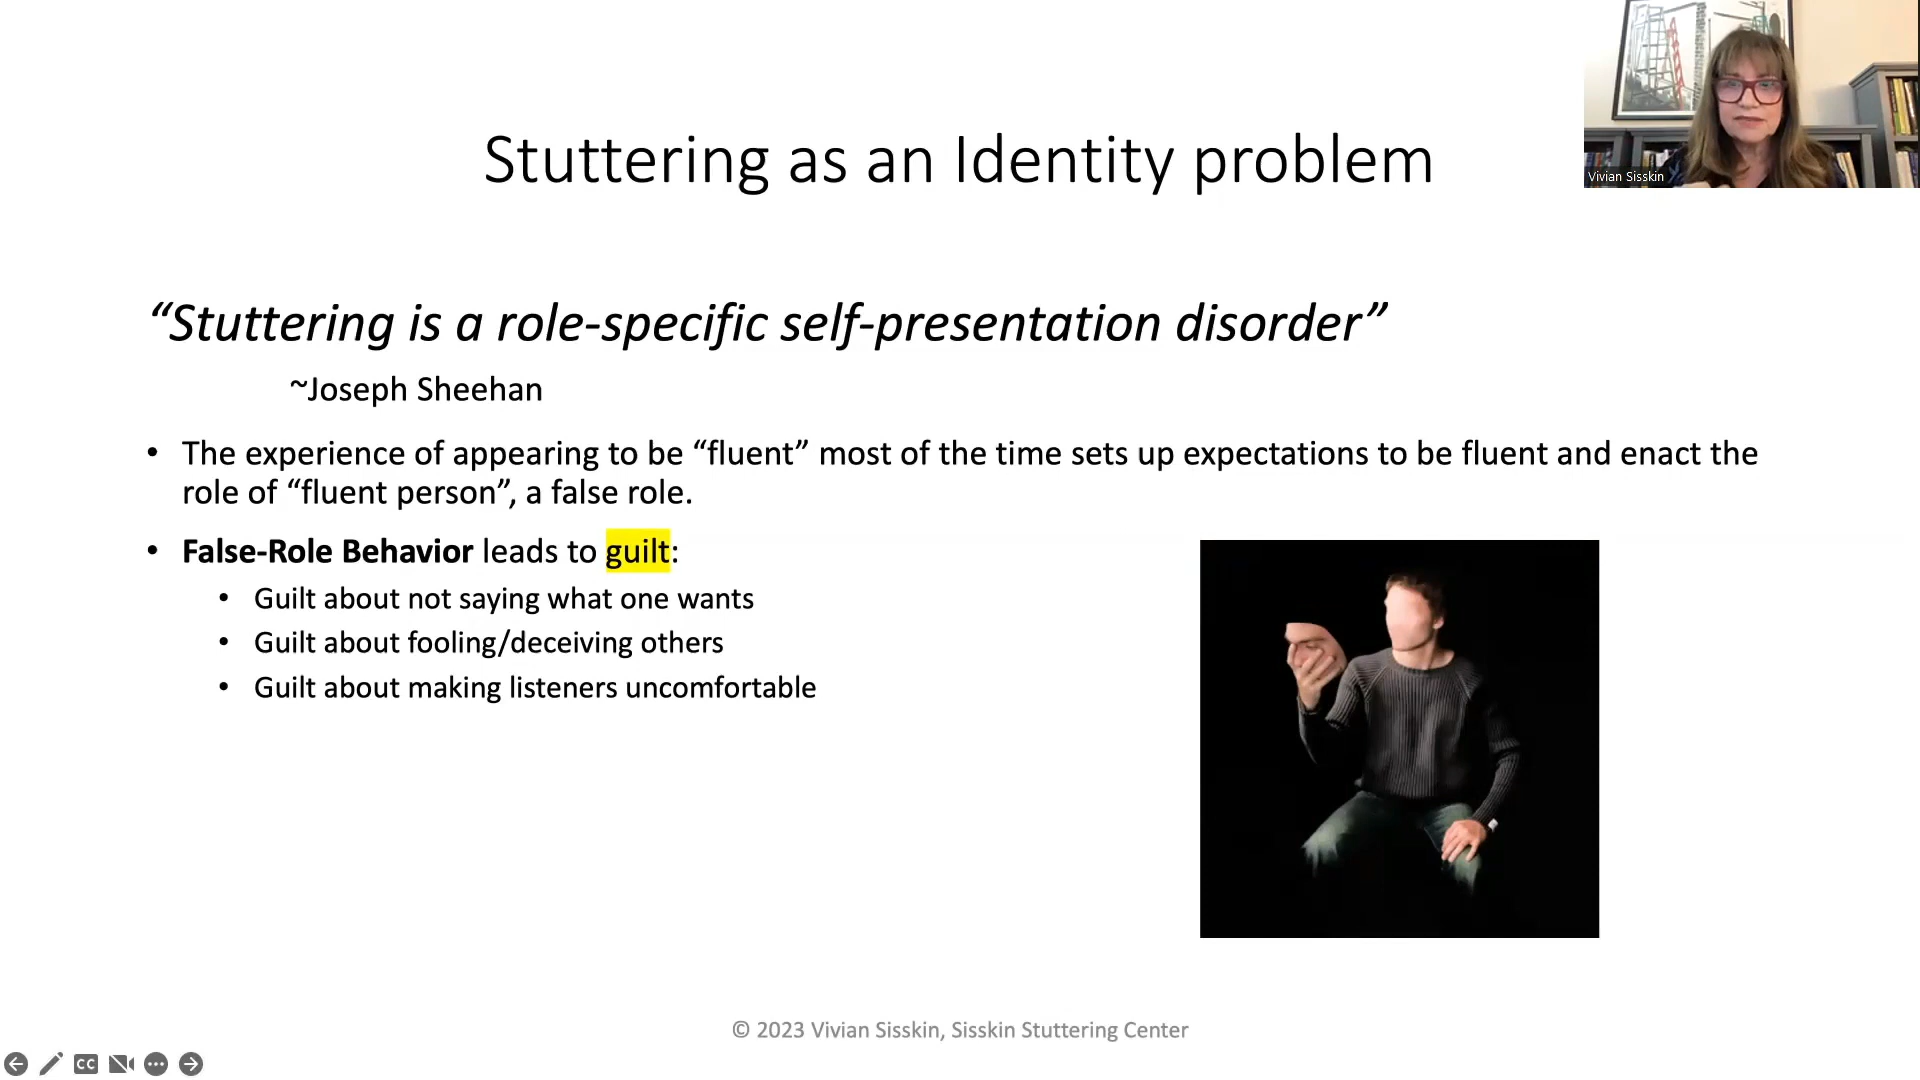 Vivian Sisskin
Stuttering as an Identity problem
“Stuttering is a role-specific self-presentation disorder”
~Joseph Sheehan
• The experience of appearing to be “fluent” most of the time sets up expectations to be fluent and enact the
role of “fluent person”, a false role.
• False-Role Behavior leads to guilt:
• Guilt about not saying what one wants
• Guilt about fooling/deceiving others
• Guilt about making listeners uncomfortable
© 2023 Vivian Sisskin, Sisskin Stuttering Center
CC